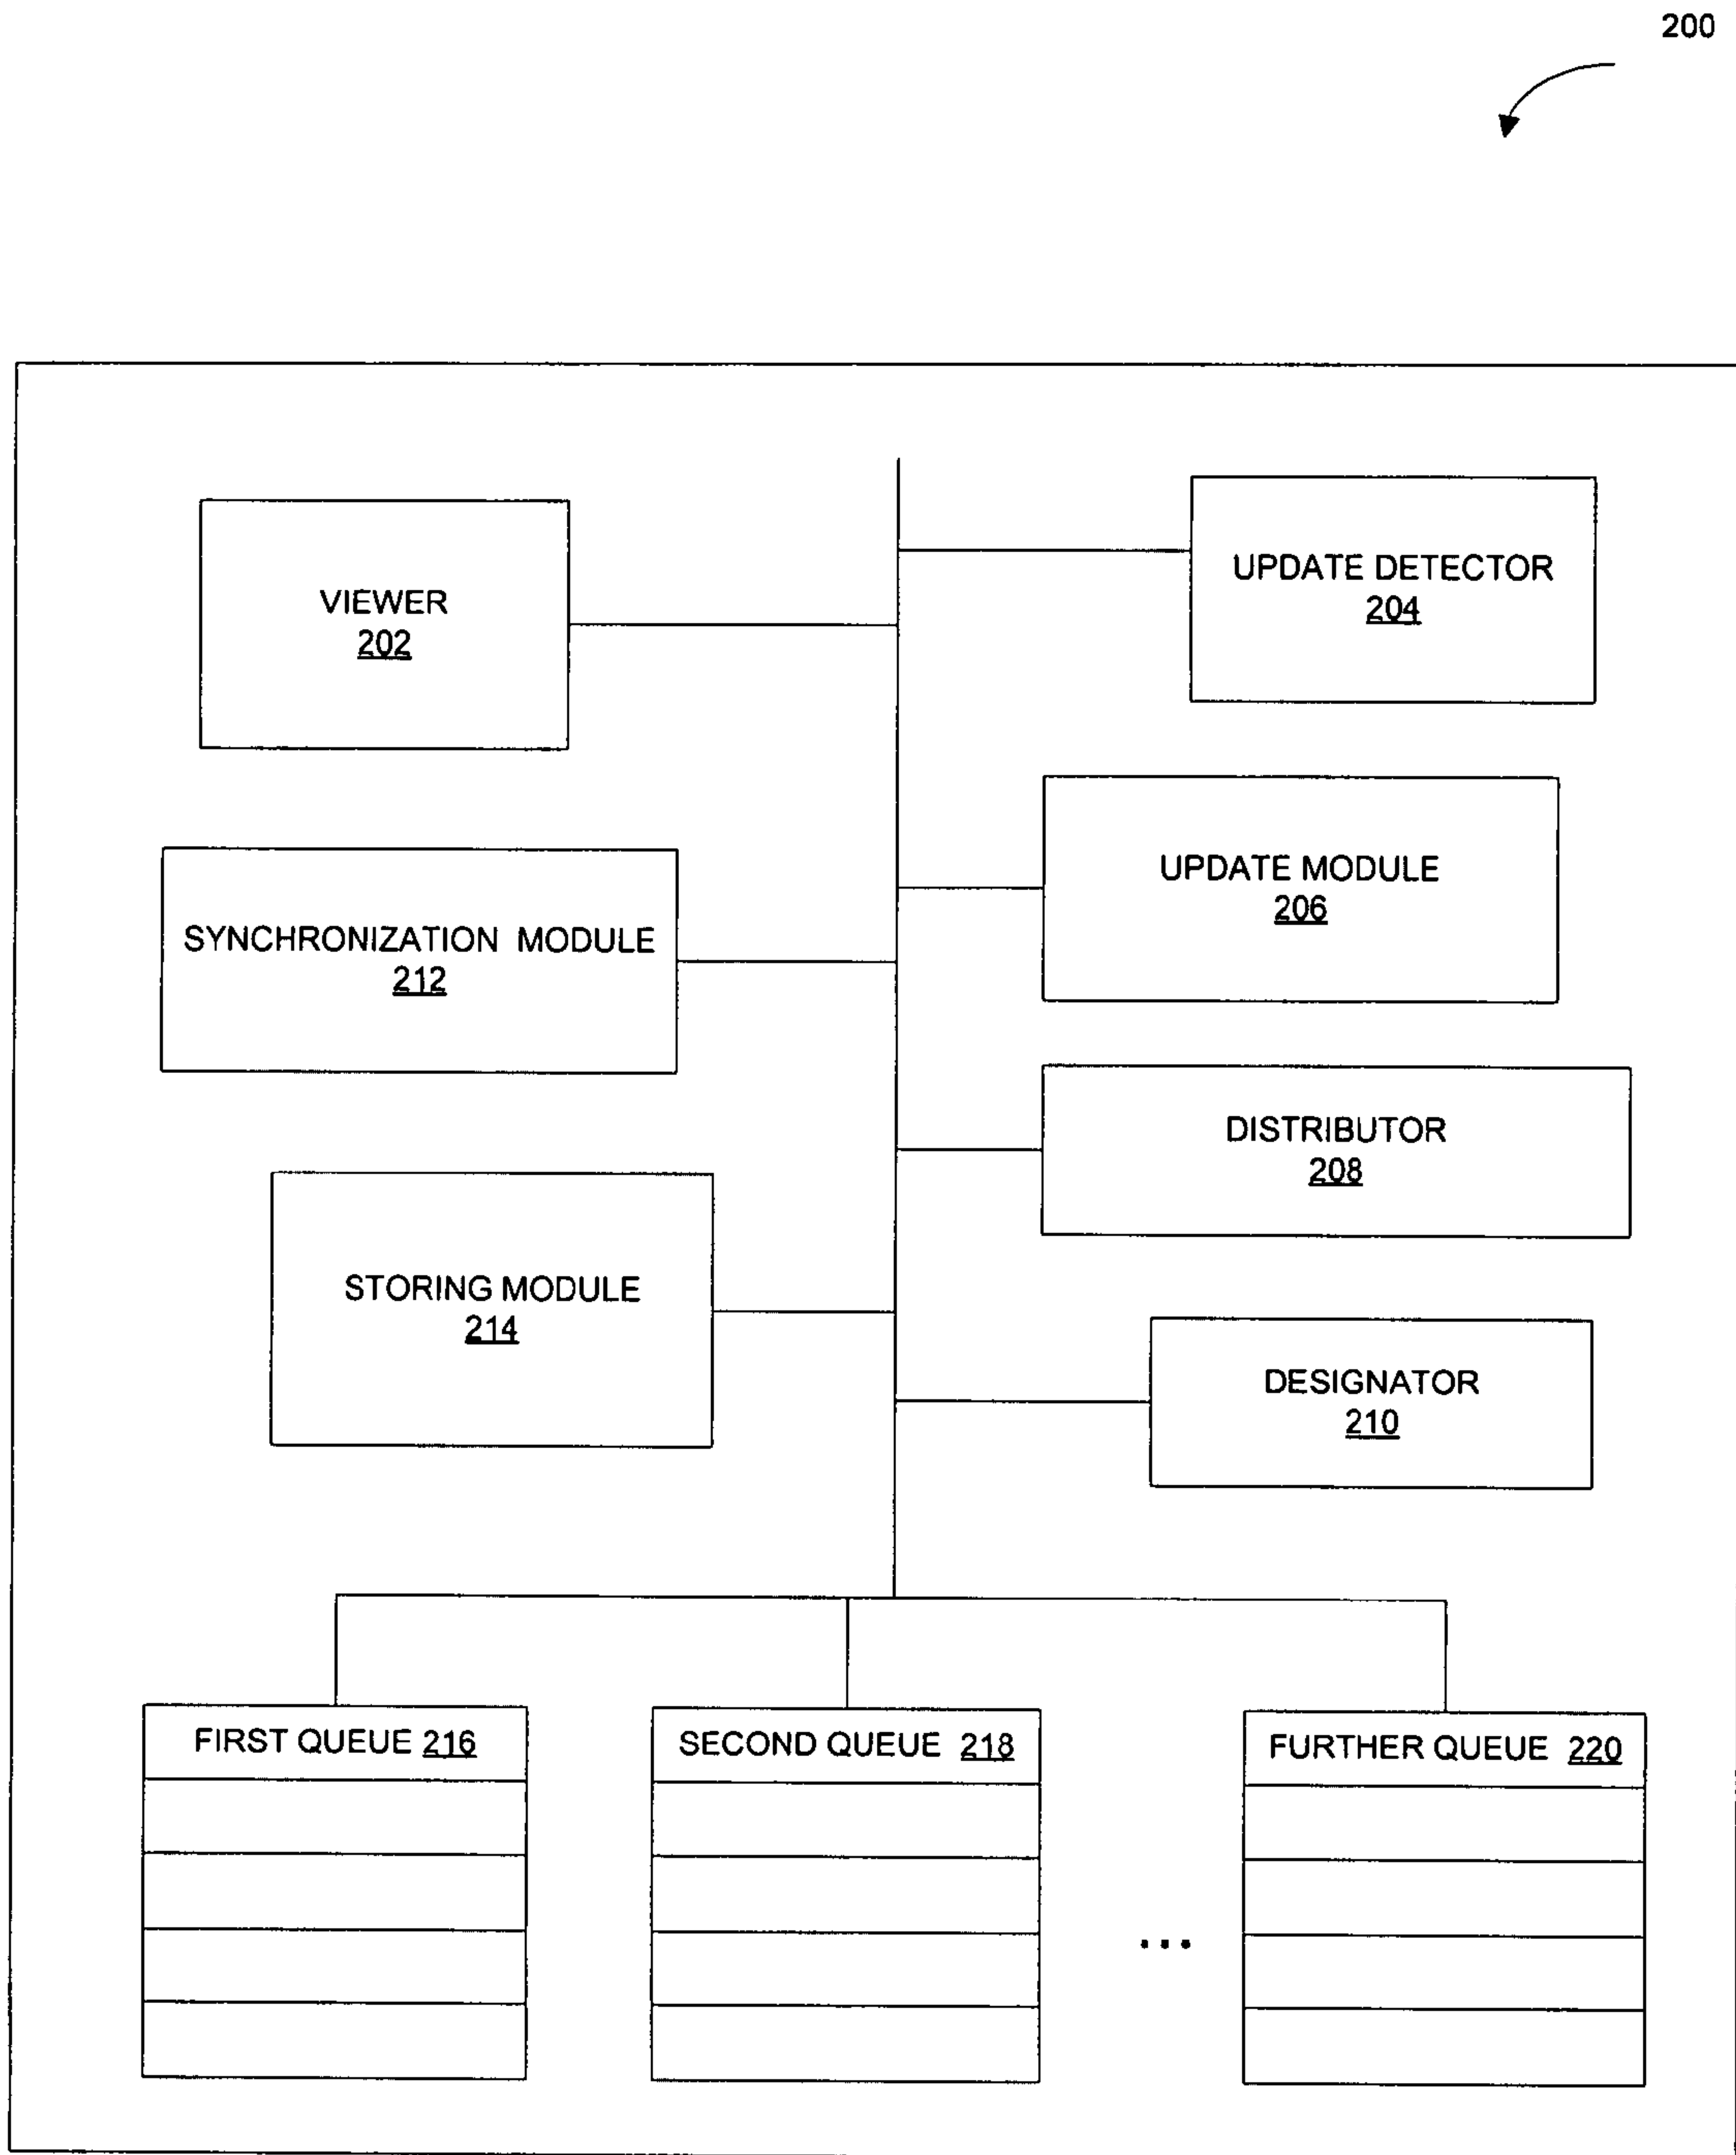 200
VIEWER
202
UPDATE DETECTOR
204
UPDATE MODULE
206
SYNCHRONIZATION MODULE
212
DISTRIBUTOR
208
STORING MODULE
214
DESIGNATOR
210
FIRST QUEUE 216
SECOND QUEUE 218
FURTHER QUEUE 220
...